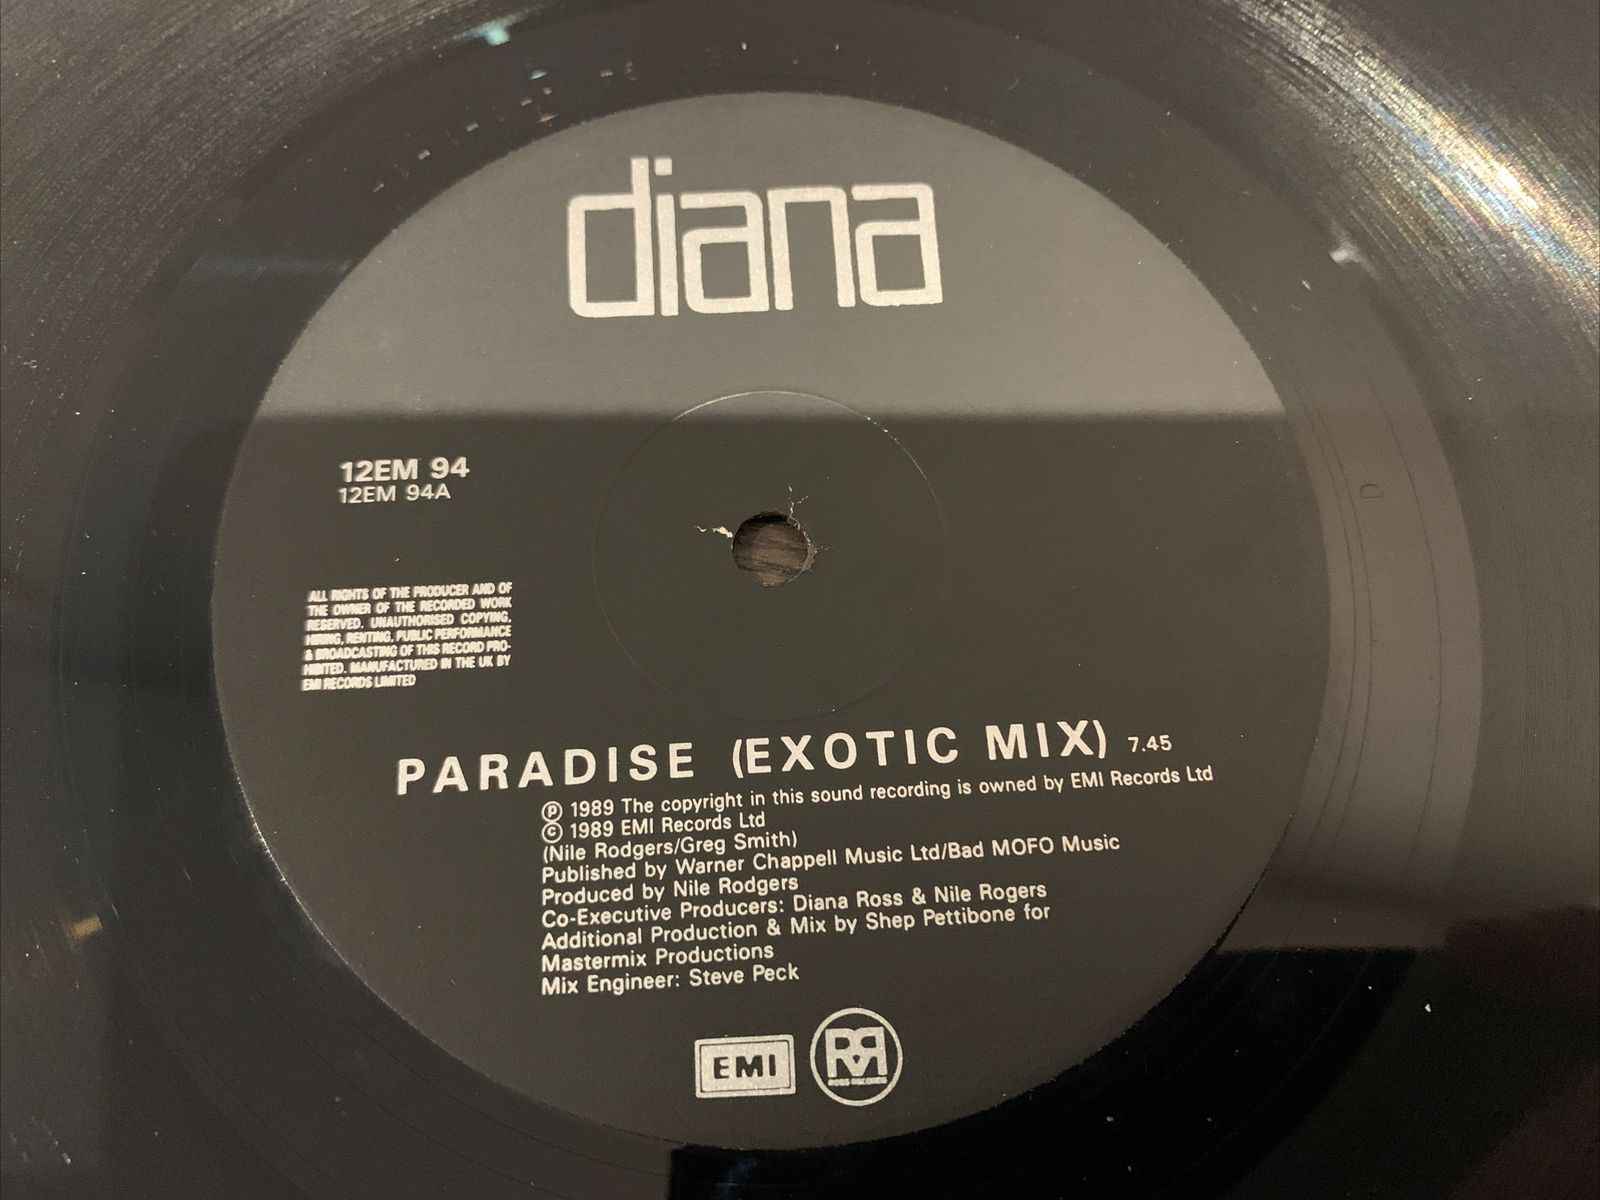 diana
12EM 94
12EM 94A
ALL RIGHTS OF THE PRODUCER AND OF
THE OWNER OF THE RECORDED WORK
RESERVED. UNAUTHORISED COPYING,
HIRING, RENTING, PUBLIC PERFORMANCE
& BROADCASTING OF THIS RECORD PRO-
HIBITED. MANUFACTURED IN THE UK BY
EMI RECORDS LIMITED
PARADISE (EXOTIC MIX) 7.45
Ⓟ 1989 The copyright in this sound recording is owned by EMI Records Ltd
© 1989 EMI Records Ltd
(Nile Rodgers/Greg Smith)
Published by Warner Chappell Music Ltd/Bad MOFO Music
Produced by Nile Rodgers
Co-Executive Producers: Diana Ross & Nile Rogers
Additional Production & Mix by Shep Pettibone for
Mastermix Productions
Mix Engineer: Steve Peck
EMI
ROSS RECORDS